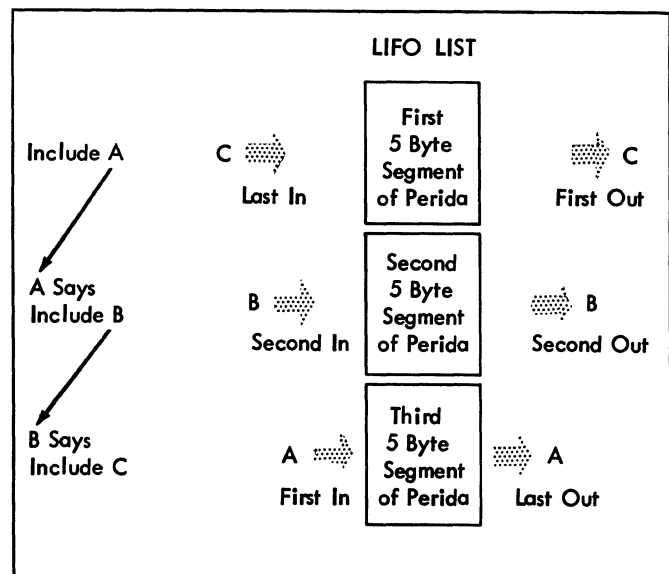 LIFO LIST
Include A
C
Last In
First
5 Byte
Segment
of Perida
C
First Out
A Says
Include B
B
Second In
Second
5 Byte
Segment
of Perida
B
Second Out
B Says
Include C
A
First In
Third
5 Byte
Segment
of Perida
A
Last Out